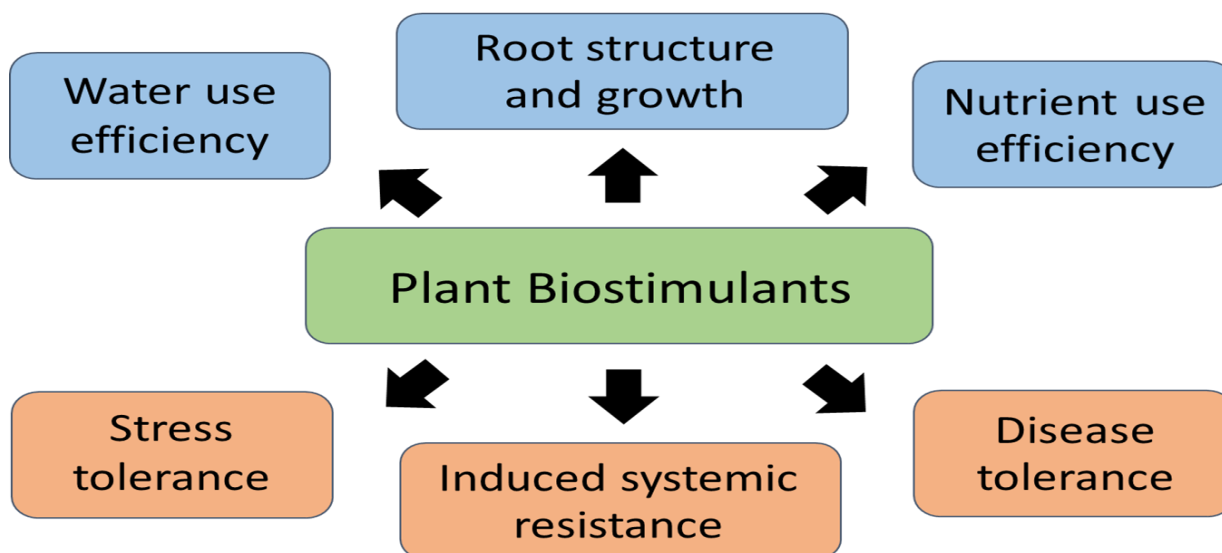 Water use
efficiency
Root structure
and growth
Nutrient use
efficiency
Plant Biostimulants
Stress
tolerance
Induced systemic
resistance
Disease
tolerance